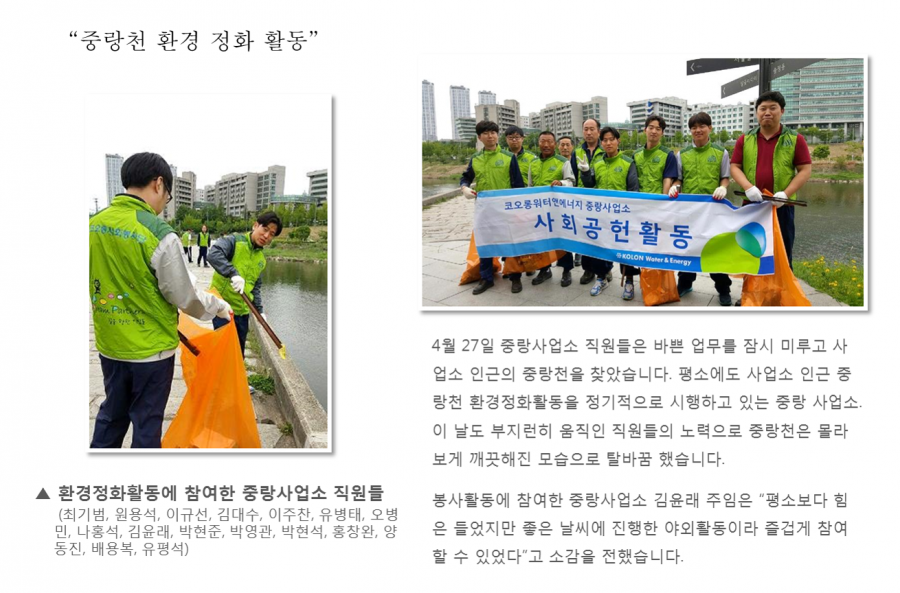 “중랑천 환경 정화 활동”
코오롱워터앤에너지 중랑사업소
사회공헌활동
KOLON Water & Energy
4월 27일 중랑사업소 직원들은 바쁜 업무를 잠시 미루고 사
업소 인근의 중랑천을 찾았습니다. 평소에도 사업소 인근 중
랑천 환경정화활동을 정기적으로 시행하고 있는 중랑 사업소.
이 날도 부지런히 움직인 직원들의 노력으로 중랑천은 몰라
보게 깨끗해진 모습으로 탈바꿈 했습니다.
봉사활동에 참여한 중랑사업소 김윤래 주임은 “평소보다 힘
은 들었지만 좋은 날씨에 진행한 야외활동이라 즐겁게 참여
할 수 있었다”고 소감을 전했습니다.
▲ 환경정화활동에 참여한 중랑사업소 직원들
(최기범, 원용석, 이규선, 김대수, 이주찬, 유병태, 오병
민, 나홍석, 김윤래, 박현준, 박영관, 박현석, 홍창완, 양
동진, 배용복, 유평석)